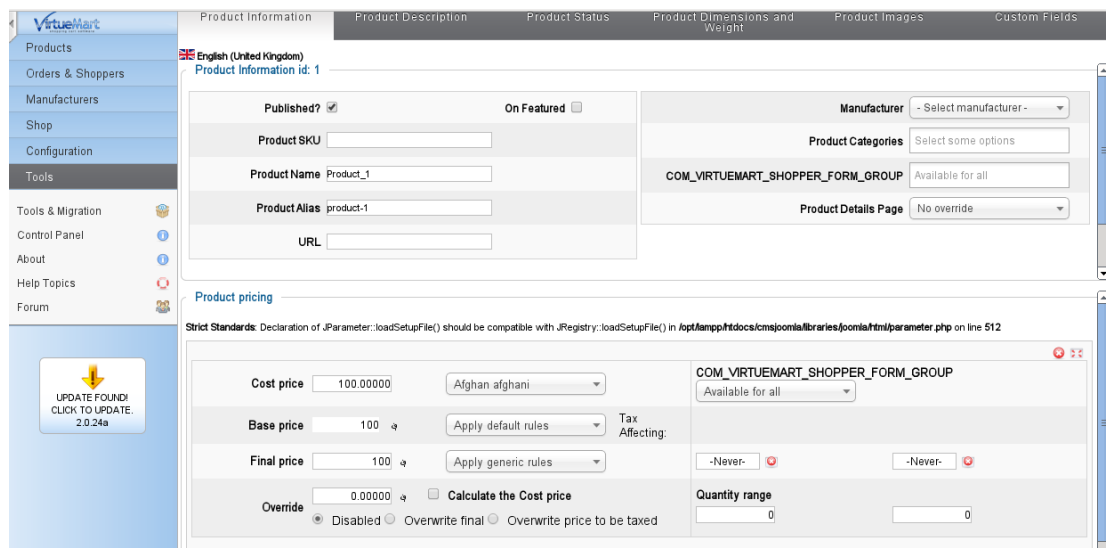 VirtueMart
Product Information Product Description Product Status Product Dimensions and Weight Product Images Custom Fields
Products
Orders & Shoppers
Manufacturers
Shop
Configuration
Tools
Tools & Migration
Control Panel
About
Help Topics
Forum
UPDATE FOUND!
CLICK TO UPDATE.
2.0.24a
English (United Kingdom)
Product Information id: 1
Published? On Featured
Product SKU
Product Name Product_1
Product Alias product-1
URL
Manufacturer - Select manufacturer -
Product Categories Select some options
COM_VIRTUEMART_SHOPPER_FORM_GROUP Available for all
Product Details Page No override
Product pricing
Strict Standards: Declaration of JParameter::loadSetupFile() should be compatible with JRegistry::loadSetupFile() in /opt/lampp/htdocs/cmsjoomla/libraries/joomla/html/parameter.php on line 512
Cost price 100.00000 Afghan afghani
COM_VIRTUEMART_SHOPPER_FORM_GROUP
Available for all
Base price 100 ؋ Apply default rules Tax Affecting:
Final price 100 ؋ Apply generic rules -Never- -Never-
Override 0.00000 ؋ Calculate the Cost price
Disabled Overwrite final Overwrite price to be taxed
Quantity range
0 0